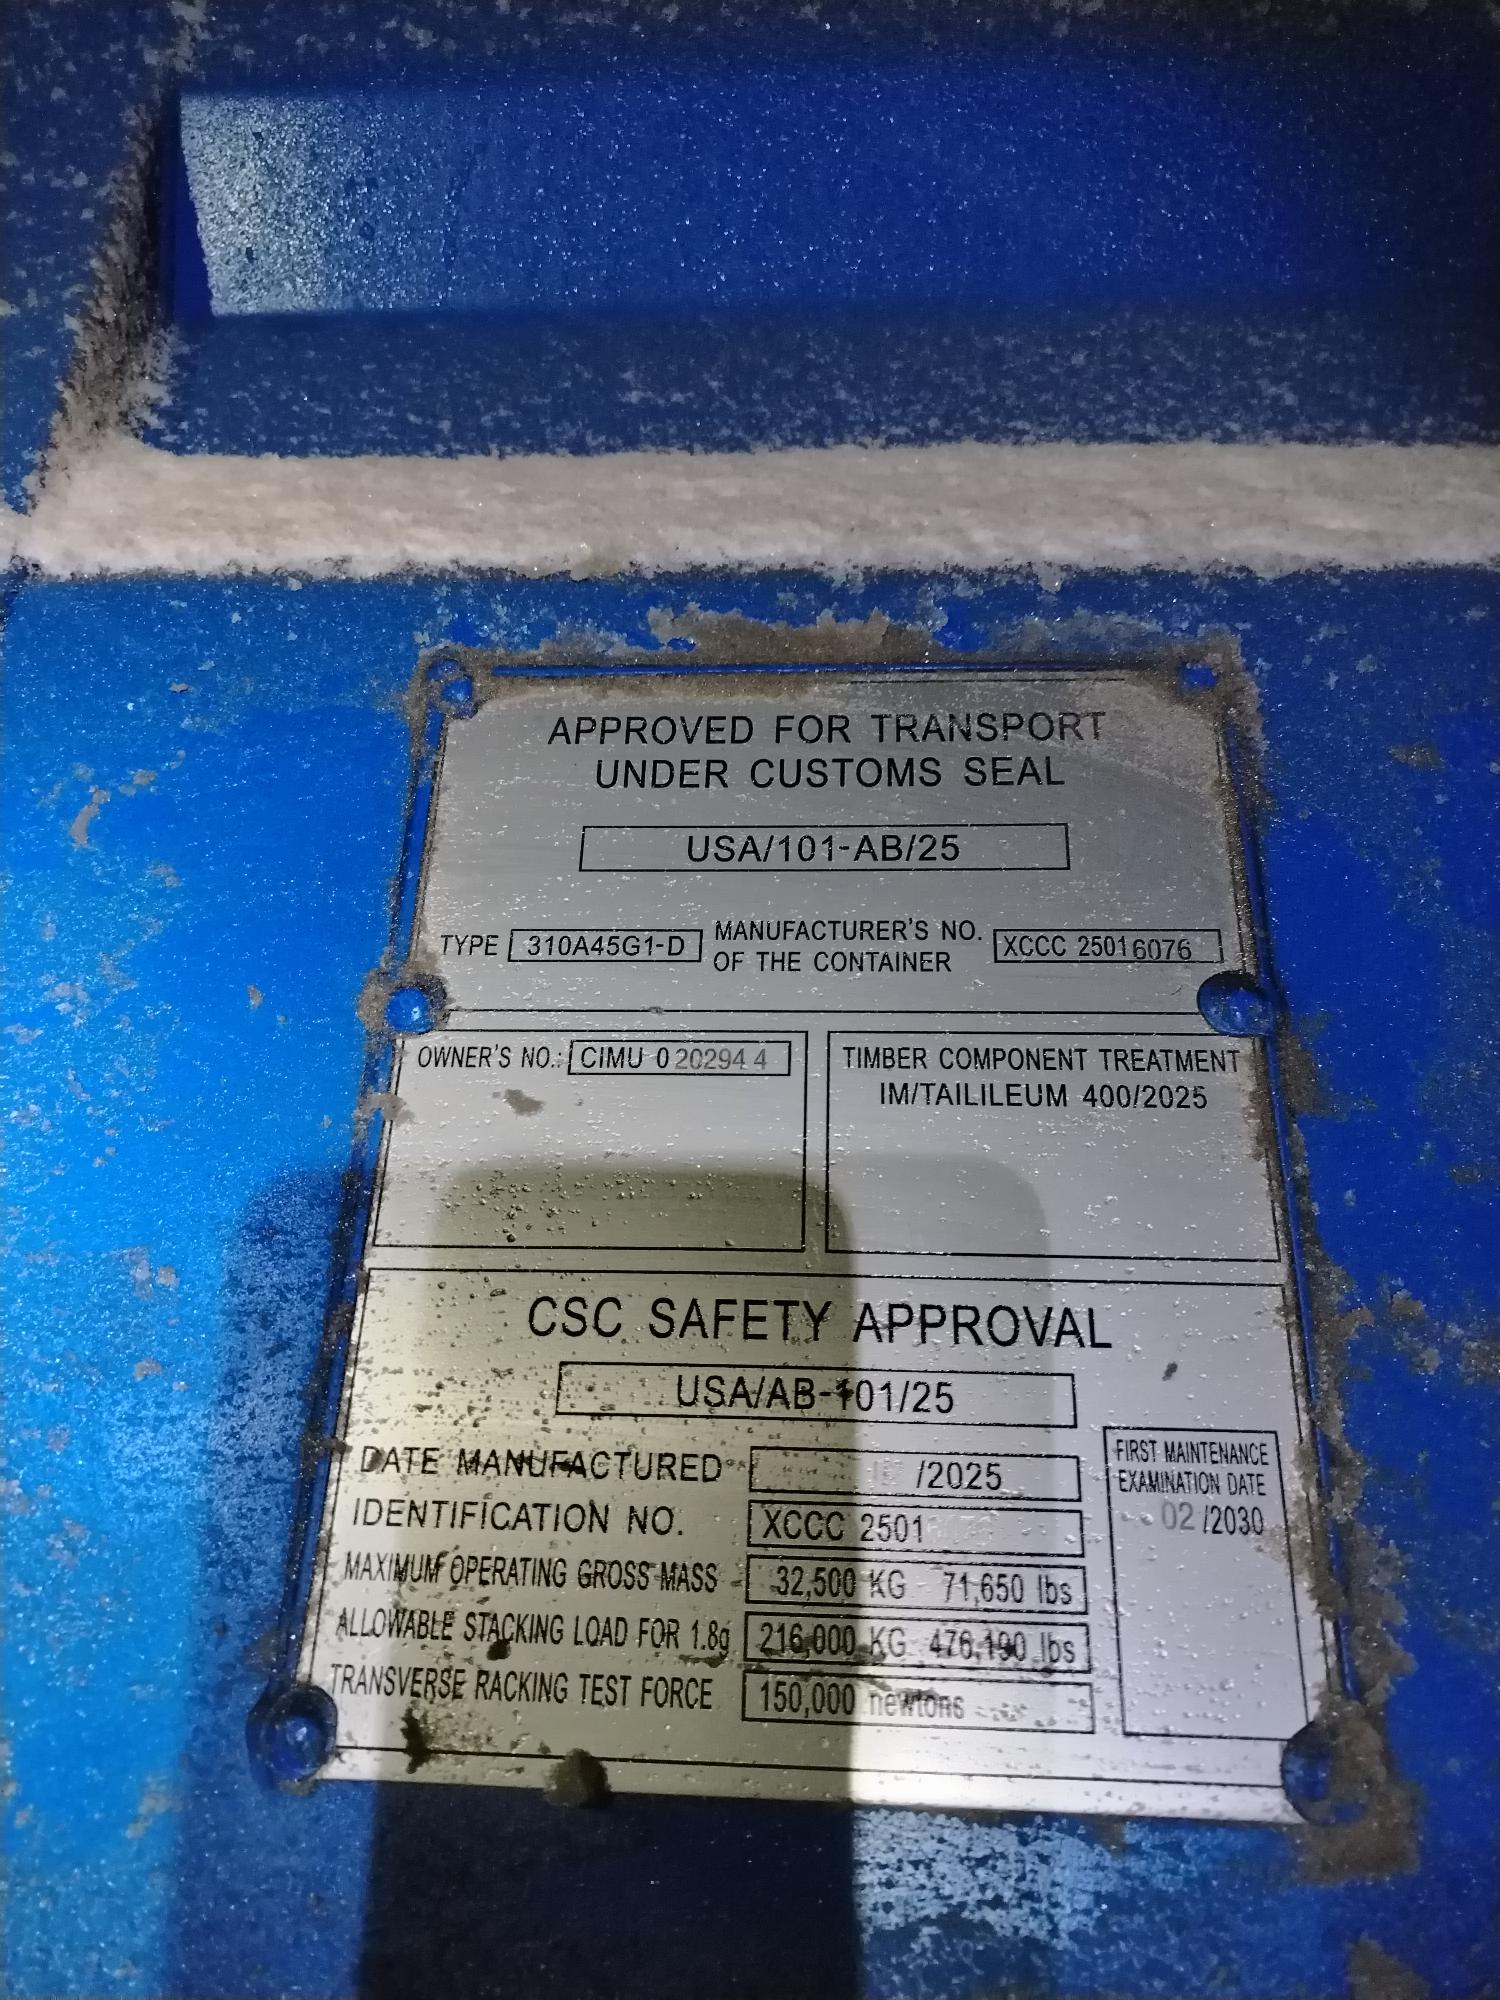 APPROVED FOR TRANSPORT
UNDER CUSTOMS SEAL
USA/101-AB/25
TYPE 310A45G1-D MANUFACTURER'S NO. OF THE CONTAINER XCCC 25016076
OWNER'S NO.: CIMU 0 20294 4
TIMBER COMPONENT TREATMENT
IM/TAILILEUM 400/2025
CSC SAFETY APPROVAL
USA/AB-101/25
DATE MANUFACTURED /2025
IDENTIFICATION NO. XCCC 2501
MAXIMUM OPERATING GROSS MASS 32,500 KG 71,650 lbs
ALLOWABLE STACKING LOAD FOR 1.8g 216,000 KG 476,190 lbs
TRANSVERSE RACKING TEST FORCE 150,000 newtons
FIRST MAINTENANCE
EXAMINATION DATE
02 /2030